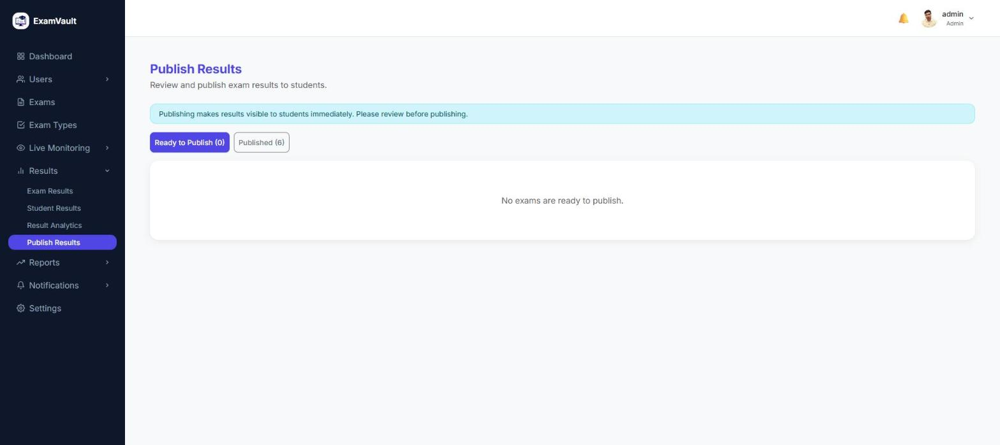 ExamVault
admin
Admin
Dashboard
Users
Exams
Exam Types
Live Monitoring
Results
Exam Results
Student Results
Result Analytics
Publish Results
Reports
Notifications
Settings
Publish Results
Review and publish exam results to students.
Publishing makes results visible to students immediately. Please review before publishing.
Ready to Publish (0) Published (6)
No exams are ready to publish.